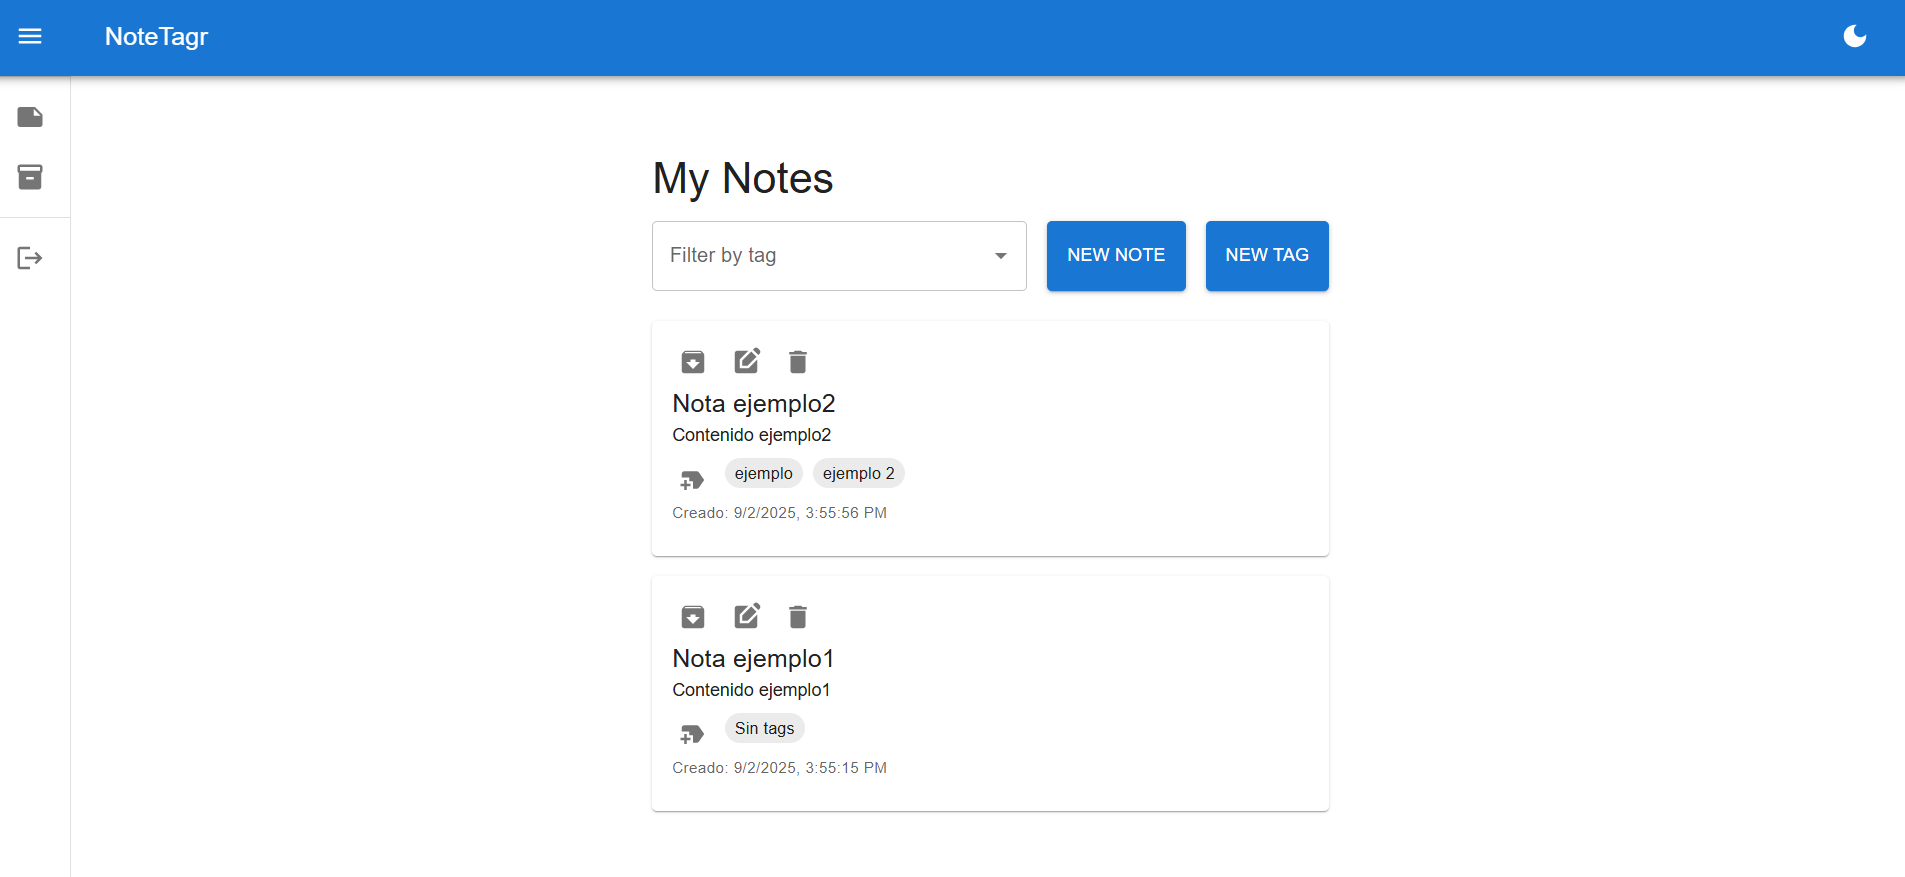 NoteTagr
My Notes
Filter by tag
NEW NOTE
NEW TAG
Nota ejemplo2
Contenido ejemplo2
ejemplo
ejemplo 2
Creado: 9/2/2025, 3:55:56 PM
Nota ejemplo1
Contenido ejemplo1
Sin tags
Creado: 9/2/2025, 3:55:15 PM